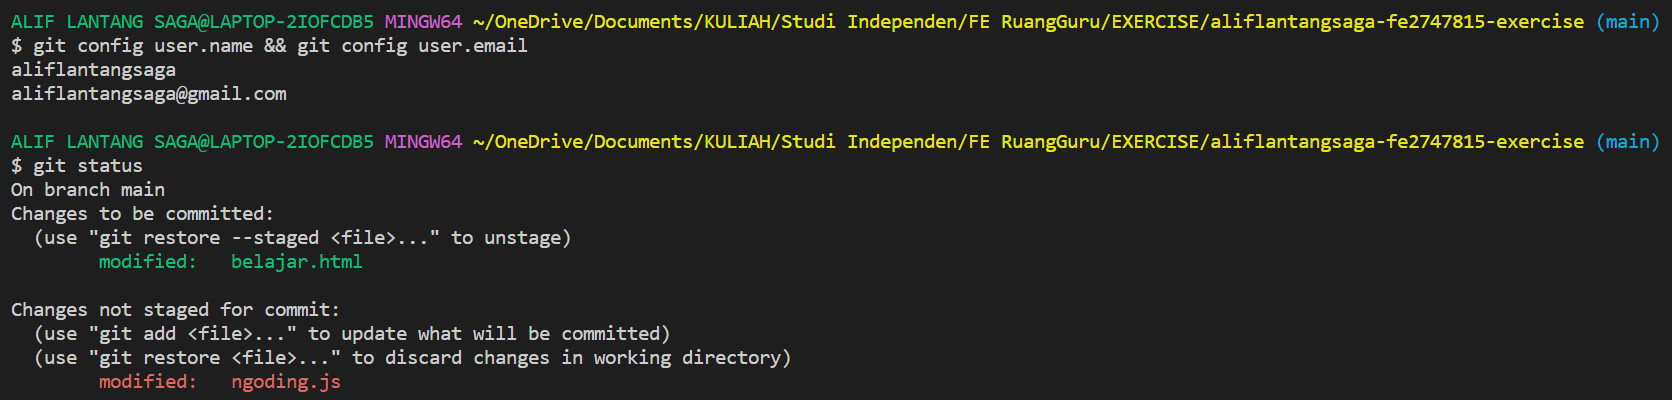 ALIF LANTANG SAGA@LAPTOP-2IOFCDB5 MINGW64 ~/OneDrive/Documents/KULIAH/Studi Independen/FE RuangGuru/EXERCISE/aliflantangsaga-fe2747815-exercise (main)
$ git config user.name && git config user.email
aliflantangsaga
aliflantangsaga@gmail.com
ALIF LANTANG SAGA@LAPTOP-2IOFCDB5 MINGW64 ~/OneDrive/Documents/KULIAH/Studi Independen/FE RuangGuru/EXERCISE/aliflantangsaga-fe2747815-exercise (main)
$ git status
On branch main
Changes to be committed:
  (use "git restore --staged <file>..." to unstage)
        modified:   belajar.html
Changes not staged for commit:
  (use "git add <file>..." to update what will be committed)
  (use "git restore <file>..." to discard changes in working directory)
        modified:   ngoding.js